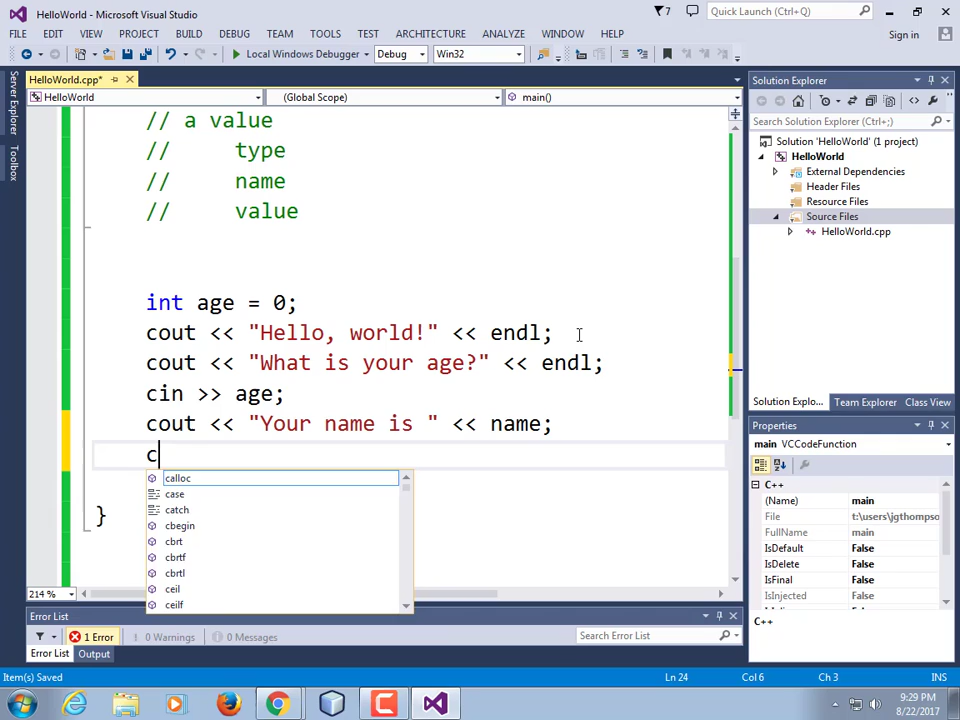 HelloWorld - Microsoft Visual Studio
7
Quick Launch (Ctrl+Q)
FILE EDIT VIEW PROJECT BUILD DEBUG TEAM TOOLS TEST ARCHITECTURE ANALYZE WINDOW HELP
Sign in
Local Windows Debugger Debug Win32
Server Explorer
Toolbox
HelloWorld.cpp*
HelloWorld (Global Scope) main()
// a value
// type
// name
// value
int age = 0;
cout << "Hello, world!" << endl;
cout << "What is your age?" << endl;
cin >> age;
cout << "Your name is " << name;
c
}
calloc
case
catch
cbegin
cbrt
cbrtf
cbrtl
ceil
ceilf
214 %
Solution Explorer
Search Solution Explorer (Ctrl+;)
Solution 'HelloWorld' (1 project)
HelloWorld
External Dependencies
Header Files
Resource Files
Source Files
HelloWorld.cpp
Solution Explo... Team Explorer Class View
Properties
main VCCodeFunction
C++
(Name) main
File t:\users\jgthompso
FullName main
IsDefault False
IsDelete False
IsFinal False
IsInjected False
C++
Error List
1 Error 0 Warnings 0 Messages
Search Error List
Error List Output
Item(s) Saved
Ln 24 Col 6 Ch 3 INS
9:29 PM
8/22/2017